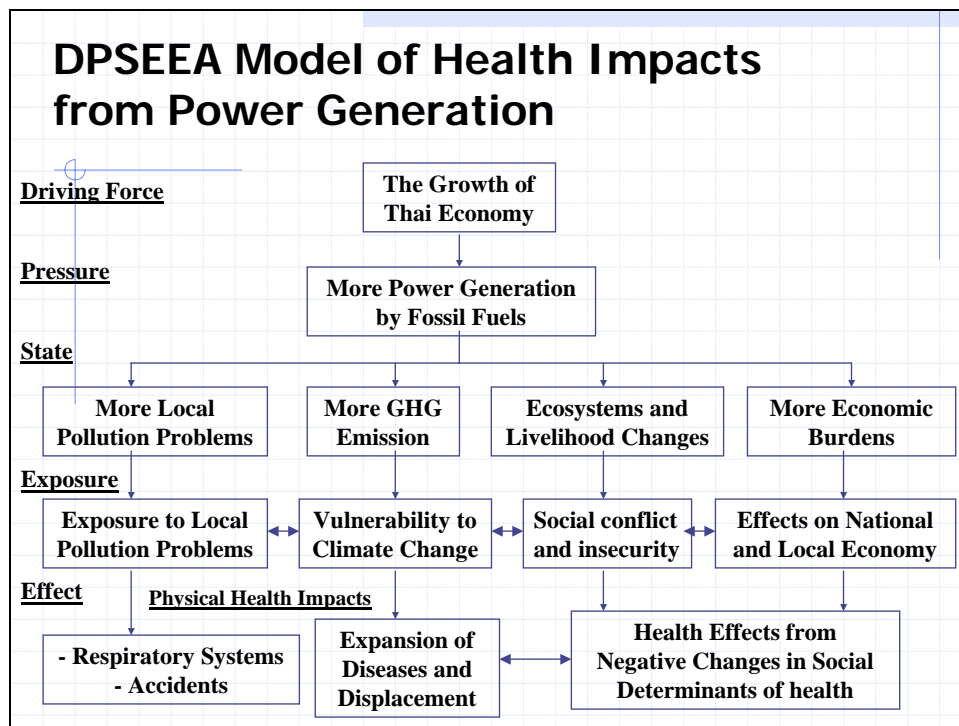 DPSEEA Model of Health Impacts
from Power Generation
Driving Force
The Growth of
Thai Economy
Pressure
More Power Generation
by Fossil Fuels
State
More Local
Pollution Problems
More GHG
Emission
Ecosystems and
Livelihood Changes
More Economic
Burdens
Exposure
Exposure to Local
Pollution Problems
Vulnerability to
Climate Change
Social conflict
and insecurity
Effects on National
and Local Economy
Effect
Physical Health Impacts
- Respiratory Systems
- Accidents
Expansion of
Diseases and
Displacement
Health Effects from
Negative Changes in Social
Determinants of health